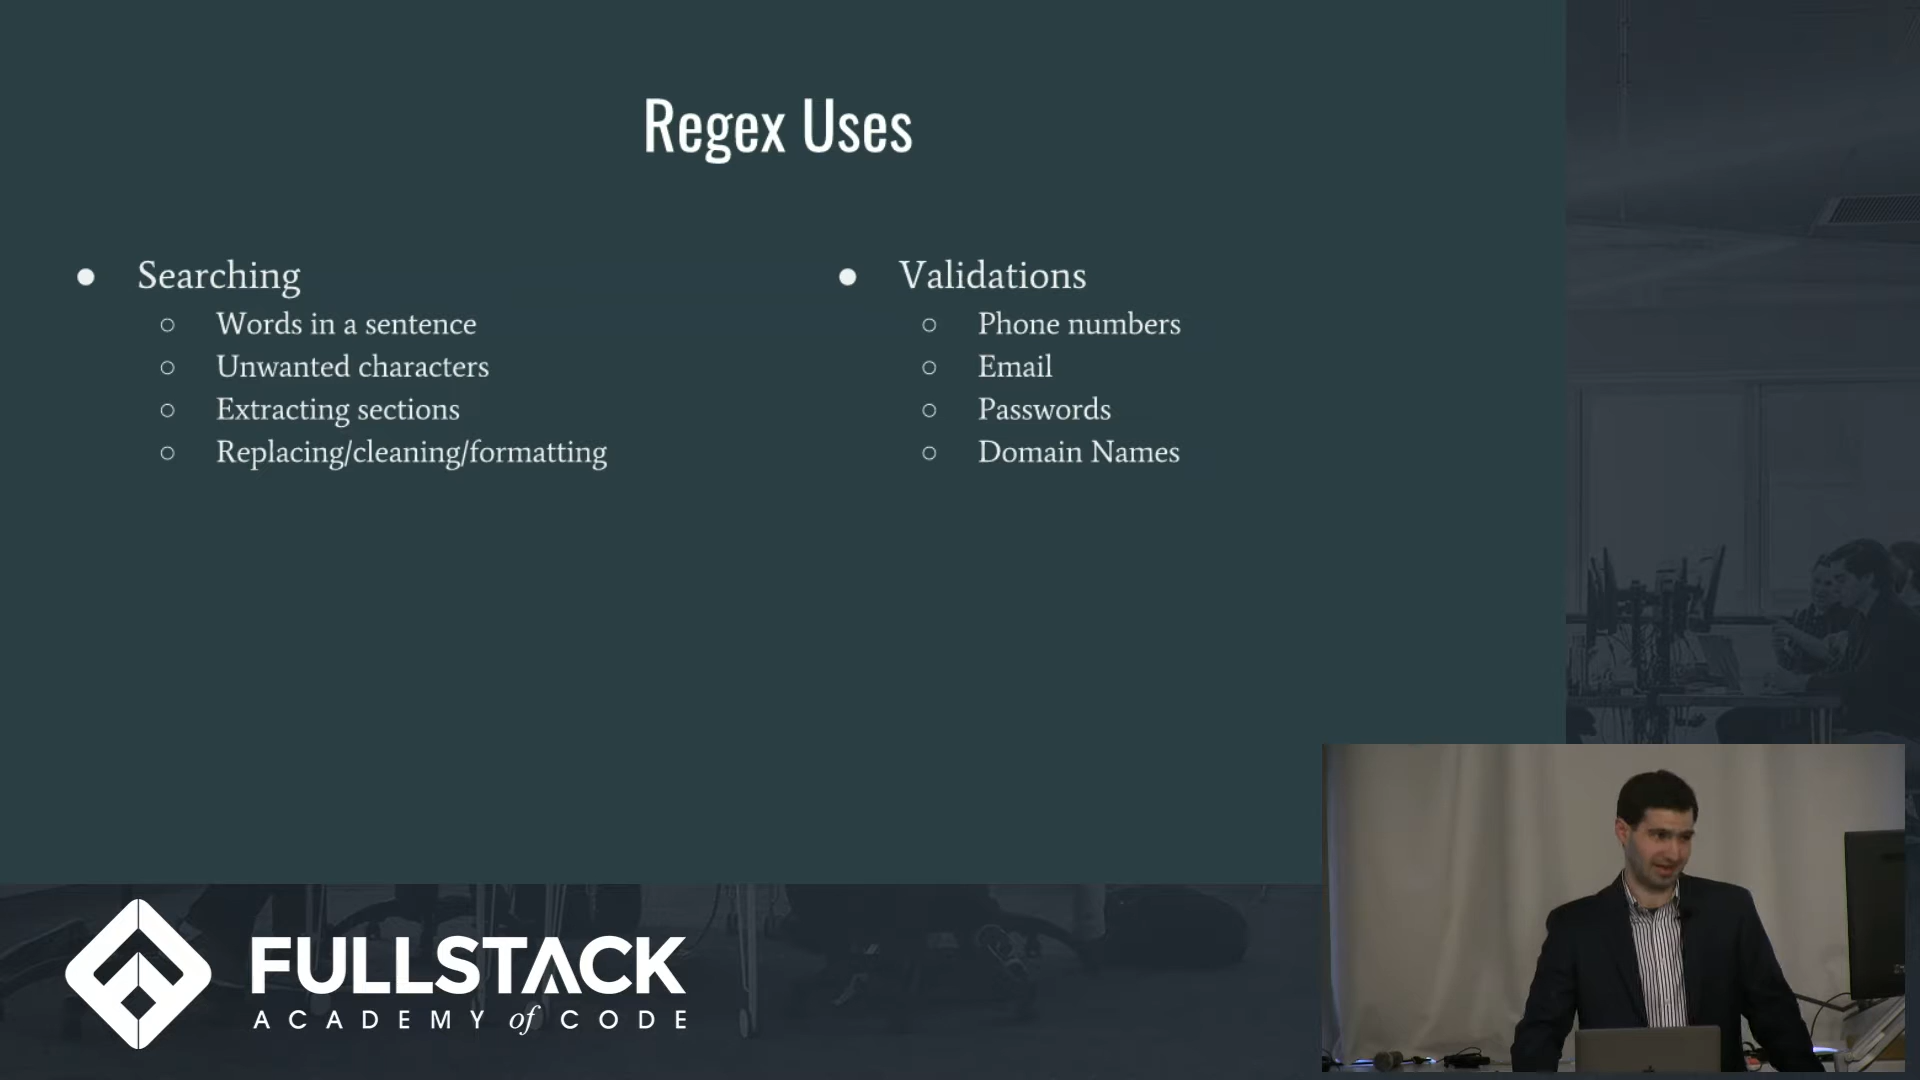 Regex Uses
Searching
Words in a sentence
Unwanted characters
Extracting sections
Replacing/cleaning/formatting
Validations
Phone numbers
Email
Passwords
Domain Names
FULLSTACK
ACADEMY of CODE